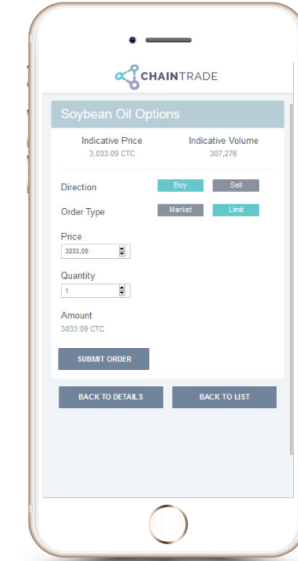 CHAINTRADE
Soybean Oil Options
Indicative Price Indicative Volume
3,033.09 CTC 307,276
Direction Buy Sell
Order Type Market Limit
Price
3033,09
Quantity
1
Amount
3033.09 CTC
SUBMIT ORDER
BACK TO DETAILS BACK TO LIST